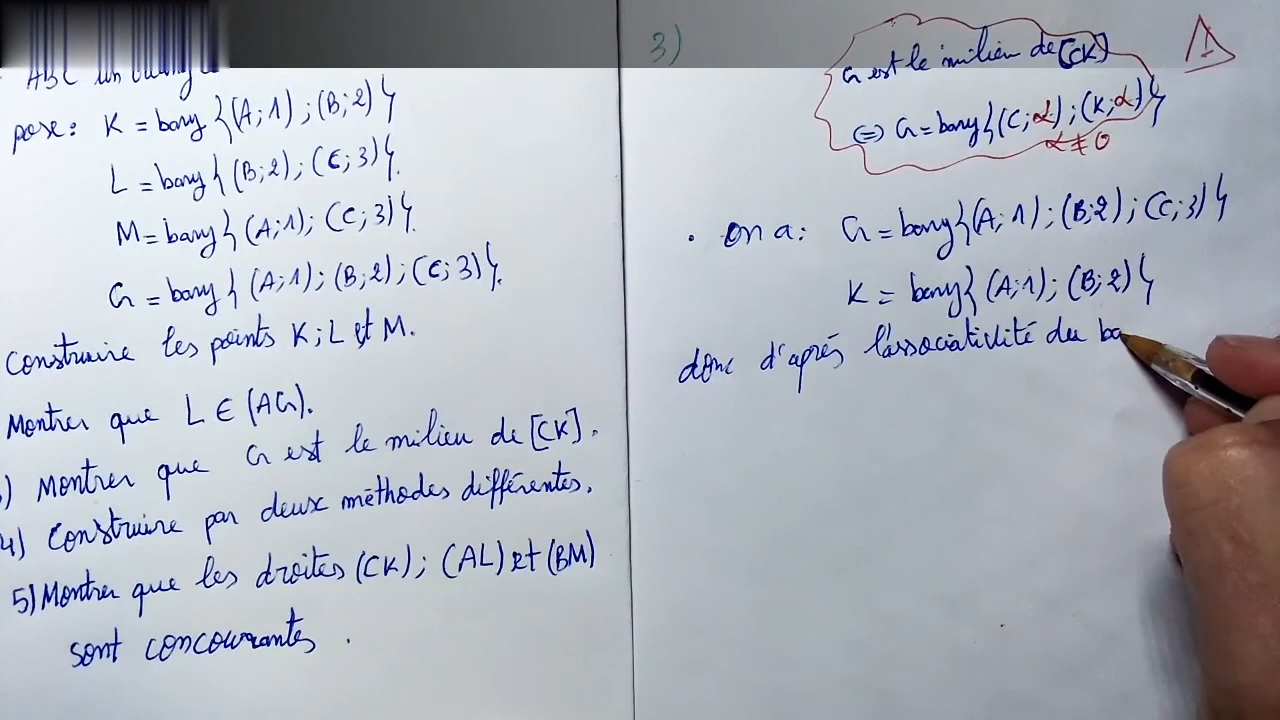 ABC un
pose: K = bary {(A; 1) ; (B; 2)}
L = bary {(B; 2) ; (C; 3)}.
M = bary {(A; 1) ; (C; 3)}.
G = bary {(A; 1) ; (B; 2) ; (C; 3)}.
Construire les points K ; L et M.
Montrer que L ∈ (AG).
) Montrer que G est le milieu de [CK].
4) Construire par deux méthodes différentes.
5) Montrer que les droites (CK) ; (AL) et (BM)
sont concourantes.
3)
G est le milieu de [CK]
⇔ G = bary {(C; α) ; (K; α)}
α ≠ 0
. on a: G = bary {(A; 1) ; (B; 2) ; (C; 3)}
K = bary {(A; 1) ; (B; 2)}
donc d'après l'associativité du ba